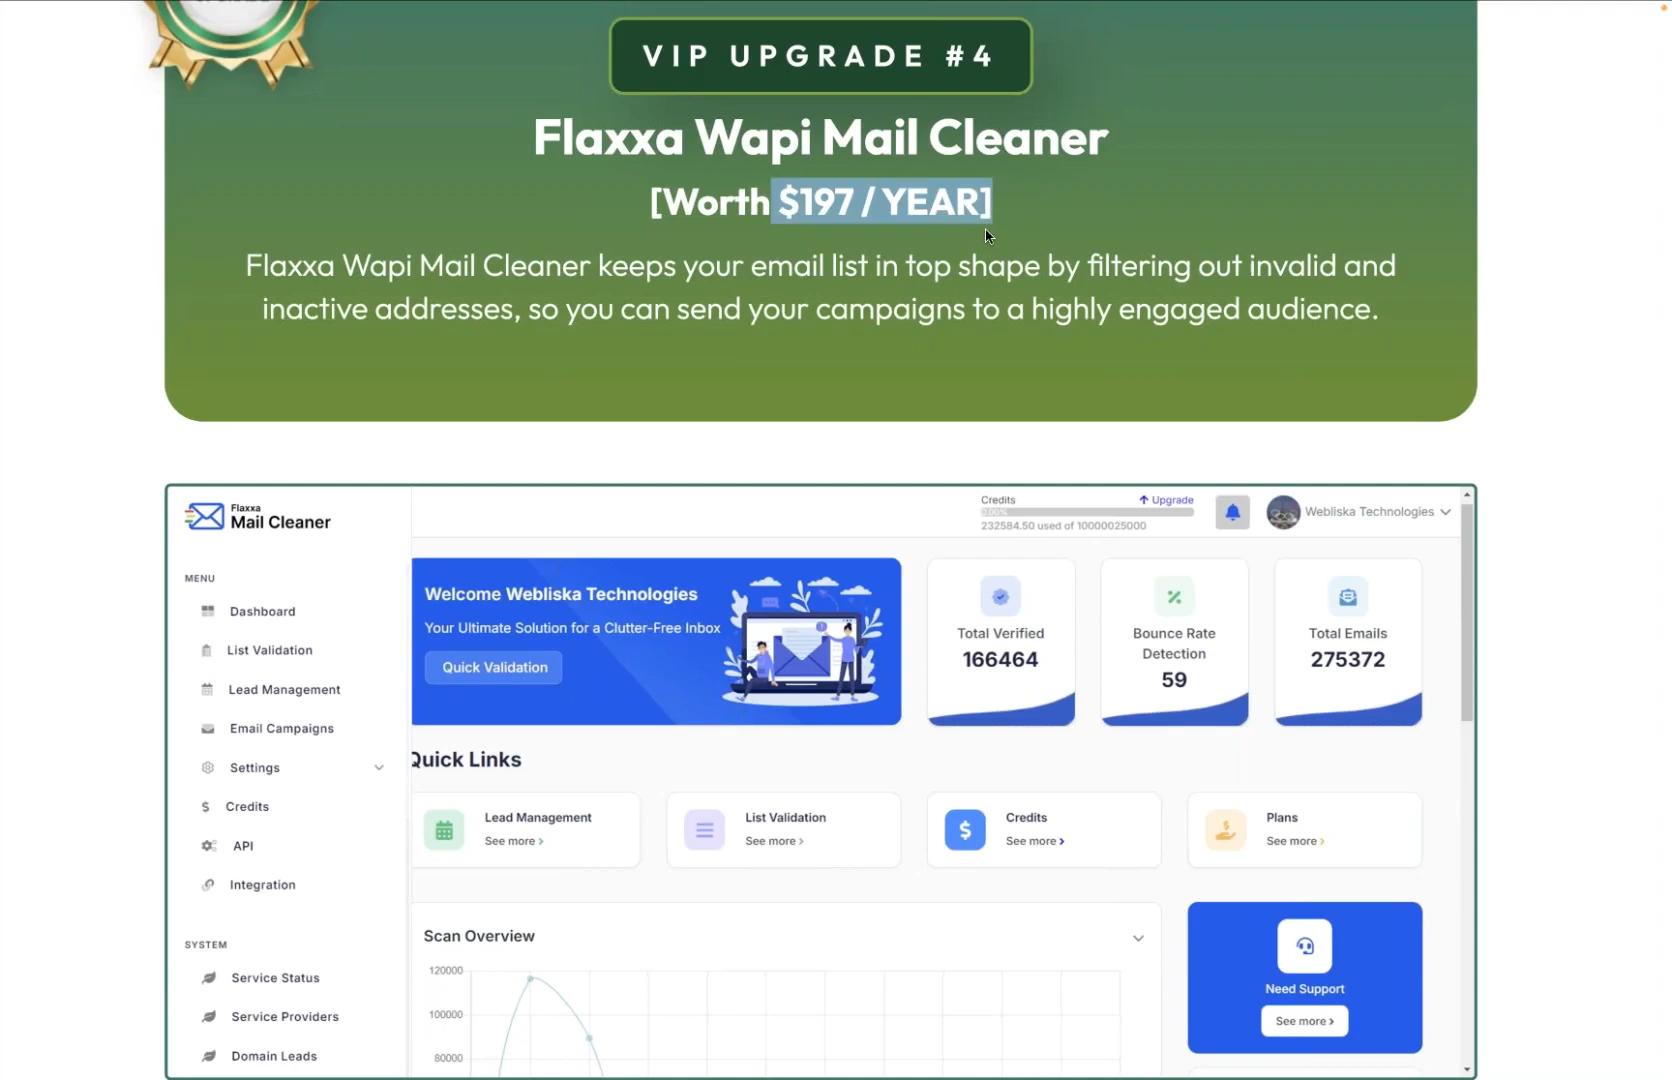 VIP UPGRADE #4
Flaxxa Wapi Mail Cleaner
[Worth $197 / YEAR]
Flaxxa Wapi Mail Cleaner keeps your email list in top shape by filtering out invalid and
inactive addresses, so you can send your campaigns to a highly engaged audience.
Flaxxa
Mail Cleaner
Credits
Upgrade
0.00%
232584.50 used of 10000025000
Webliska Technologies
MENU
Dashboard
List Validation
Lead Management
Email Campaigns
Settings
Credits
API
Integration
SYSTEM
Service Status
Service Providers
Domain Leads
Welcome Webliska Technologies
Your Ultimate Solution for a Clutter-Free Inbox
Quick Validation
Total Verified
166464
Bounce Rate
Detection
59
Total Emails
275372
Quick Links
Lead Management
See more >
List Validation
See more >
Credits
See more >
Plans
See more >
Scan Overview
120000
100000
80000
Need Support
See more >